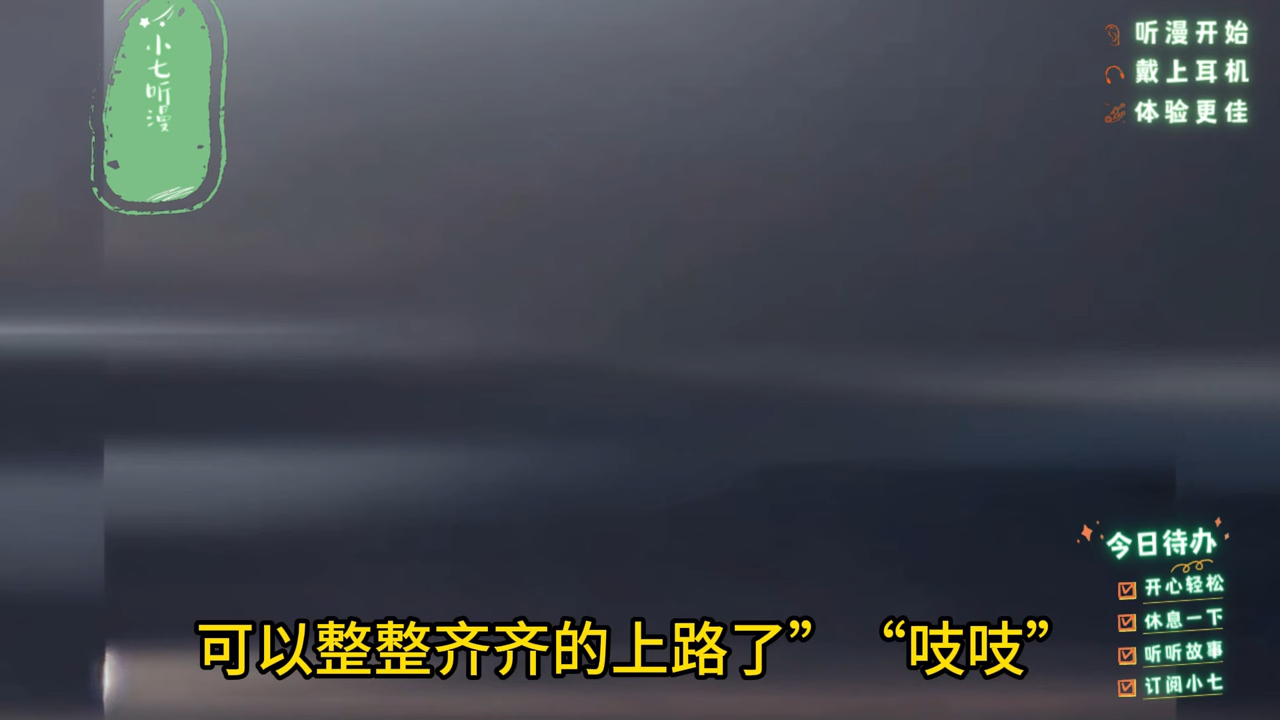 小七听漫
听漫开始
戴上耳机
体验更佳
今日待办
开心轻松
休息一下
听听故事
订阅小七
可以整整齐齐的上路了” “吱吱”